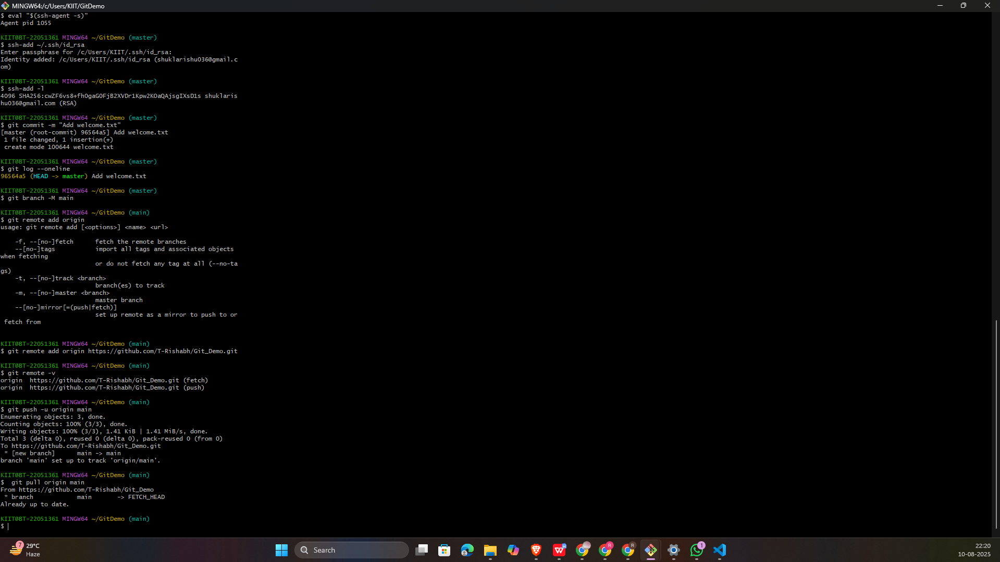 MINGW64:/c/Users/KIIT/GitDemo
$ eval "$(ssh-agent -s)"
Agent pid 1055
KIIT@BT-22051361 MINGW64 ~/GitDemo (master)
$ ssh-add ~/.ssh/id_rsa
Enter passphrase for /c/Users/KIIT/.ssh/id_rsa:
Identity added: /c/Users/KIIT/.ssh/id_rsa (shuklarishu036@gmail.c
om)
KIIT@BT-22051361 MINGW64 ~/GitDemo (master)
$ ssh-add -l
4096 SHA256:cwZF6vs8+fhOgaGOFjB2XVDr1Kpw2KOaQAjsgIXsD1s shuklaris
hu036@gmail.com (RSA)
KIIT@BT-22051361 MINGW64 ~/GitDemo (master)
$ git commit -m "Add welcome.txt"
[master (root-commit) 96564a5] Add welcome.txt
 1 file changed, 1 insertion(+)
 create mode 100644 welcome.txt
KIIT@BT-22051361 MINGW64 ~/GitDemo (master)
$ git log --oneline
96564a5 (HEAD -> master) Add welcome.txt
KIIT@BT-22051361 MINGW64 ~/GitDemo (master)
$ git branch -M main
KIIT@BT-22051361 MINGW64 ~/GitDemo (main)
$ git remote add origin
usage: git remote add [<options>] <name> <url>
    -f, --[no-]fetch      fetch the remote branches
    --[no-]tags           import all tags and associated objects
when fetching
                          or do not fetch any tag at all (--no-ta
gs)
    -t, --[no-]track <branch>
                          branch(es) to track
    -m, --[no-]master <branch>
                          master branch
    --[no-]mirror[=(push|fetch)]
                          set up remote as a mirror to push to or
 fetch from
KIIT@BT-22051361 MINGW64 ~/GitDemo (main)
$ git remote add origin https://github.com/T-Rishabh/Git_Demo.git
KIIT@BT-22051361 MINGW64 ~/GitDemo (main)
$ git remote -v
origin  https://github.com/T-Rishabh/Git_Demo.git (fetch)
origin  https://github.com/T-Rishabh/Git_Demo.git (push)
KIIT@BT-22051361 MINGW64 ~/GitDemo (main)
$ git push -u origin main
Enumerating objects: 3, done.
Counting objects: 100% (3/3), done.
Writing objects: 100% (3/3), 1.41 KiB | 1.41 MiB/s, done.
Total 3 (delta 0), reused 0 (delta 0), pack-reused 0 (from 0)
To https://github.com/T-Rishabh/Git_Demo.git
 * [new branch]      main -> main
branch 'main' set up to track 'origin/main'.
KIIT@BT-22051361 MINGW64 ~/GitDemo (main)
$  git pull origin main
From https://github.com/T-Rishabh/Git_Demo
 * branch            main       -> FETCH_HEAD
Already up to date.
KIIT@BT-22051361 MINGW64 ~/GitDemo (main)
$
7
29°C
Haze
Search
W
R
R
1
22:20
10-08-2025